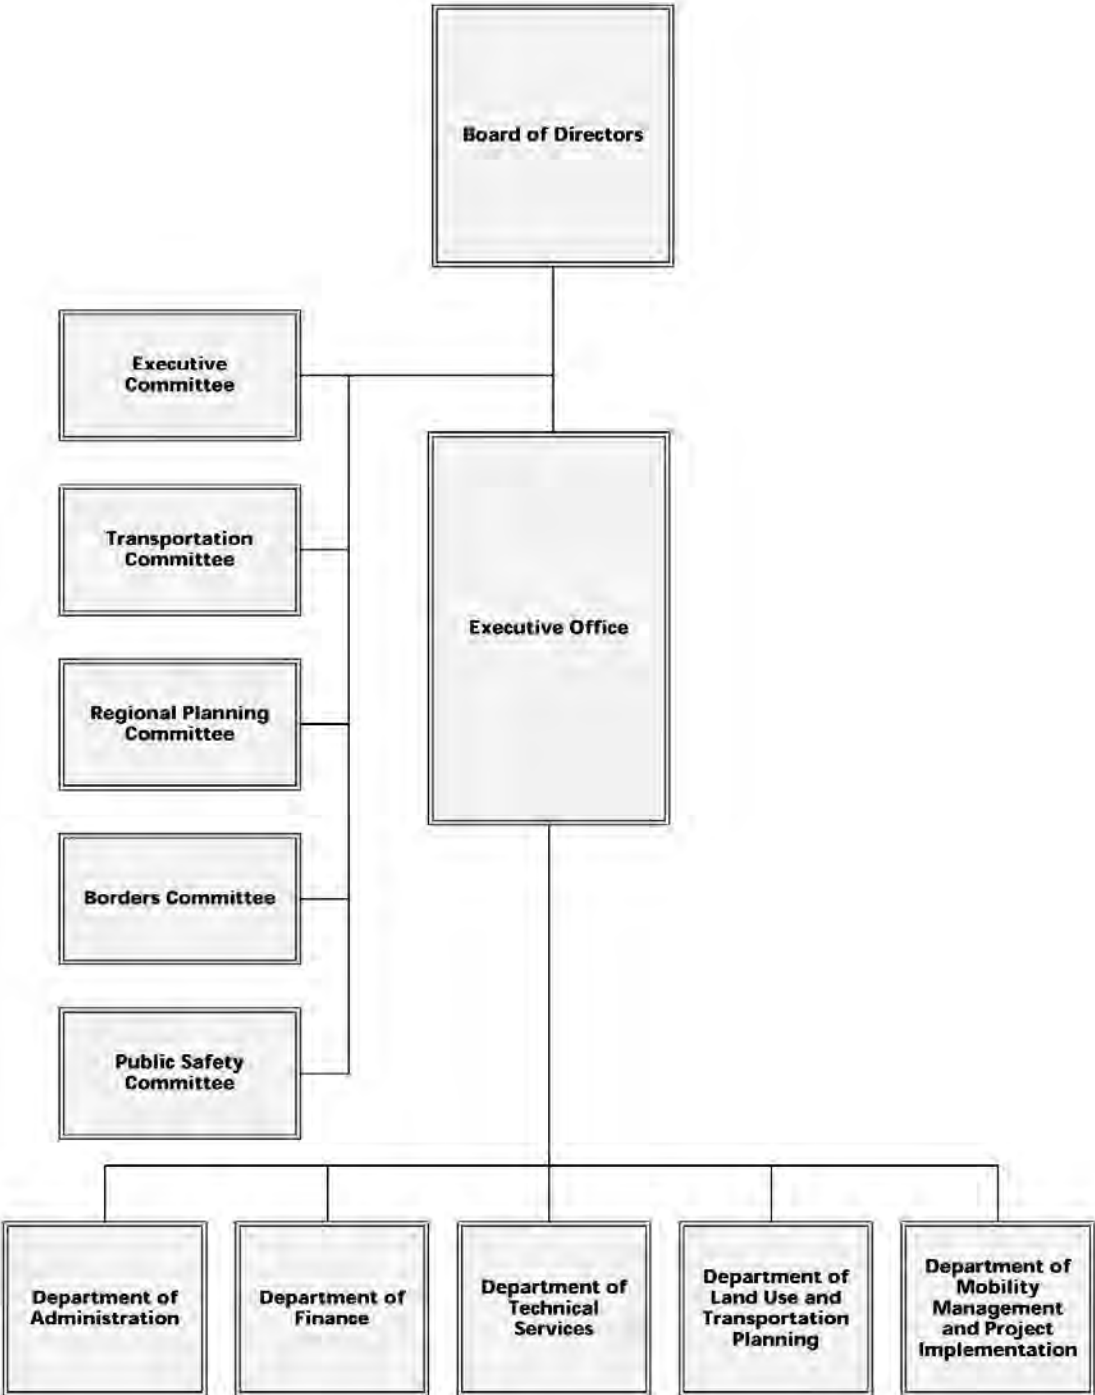 Board of Directors
Executive
Committee
Transportation
Committee
Executive Office
Regional Planning
Committee
Borders Committee
Public Safety
Committee
Department of
Administration
Department of
Finance
Department of
Technical
Services
Department of
Land Use and
Transportation
Planning
Department of
Mobility
Management
and Project
Implementation